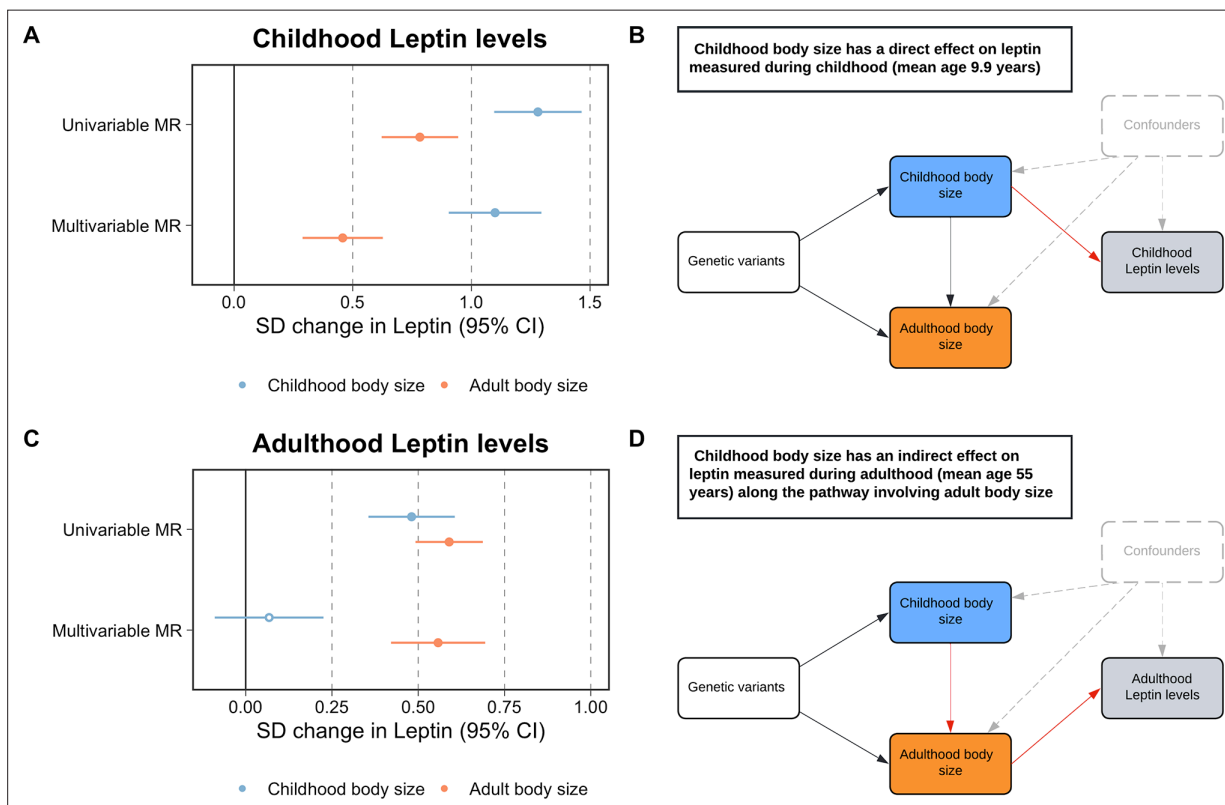 A
Childhood Leptin levels
Univariable MR
Multivariable MR
0.0 0.5 1.0 1.5
SD change in Leptin (95% CI)
Childhood body size Adult body size
B
Childhood body size has a direct effect on leptin
measured during childhood (mean age 9.9 years)
Confounders
Childhood body
size
Genetic variants
Childhood
Leptin levels
Adulthood body
size
C
Adulthood Leptin levels
Univariable MR
Multivariable MR
0.00 0.25 0.50 0.75 1.00
SD change in Leptin (95% CI)
Childhood body size Adult body size
D
Childhood body size has an indirect effect on
leptin measured during adulthood (mean age 55
years) along the pathway involving adult body size
Confounders
Childhood body
size
Genetic variants
Adulthood
Leptin levels
Adulthood body
size